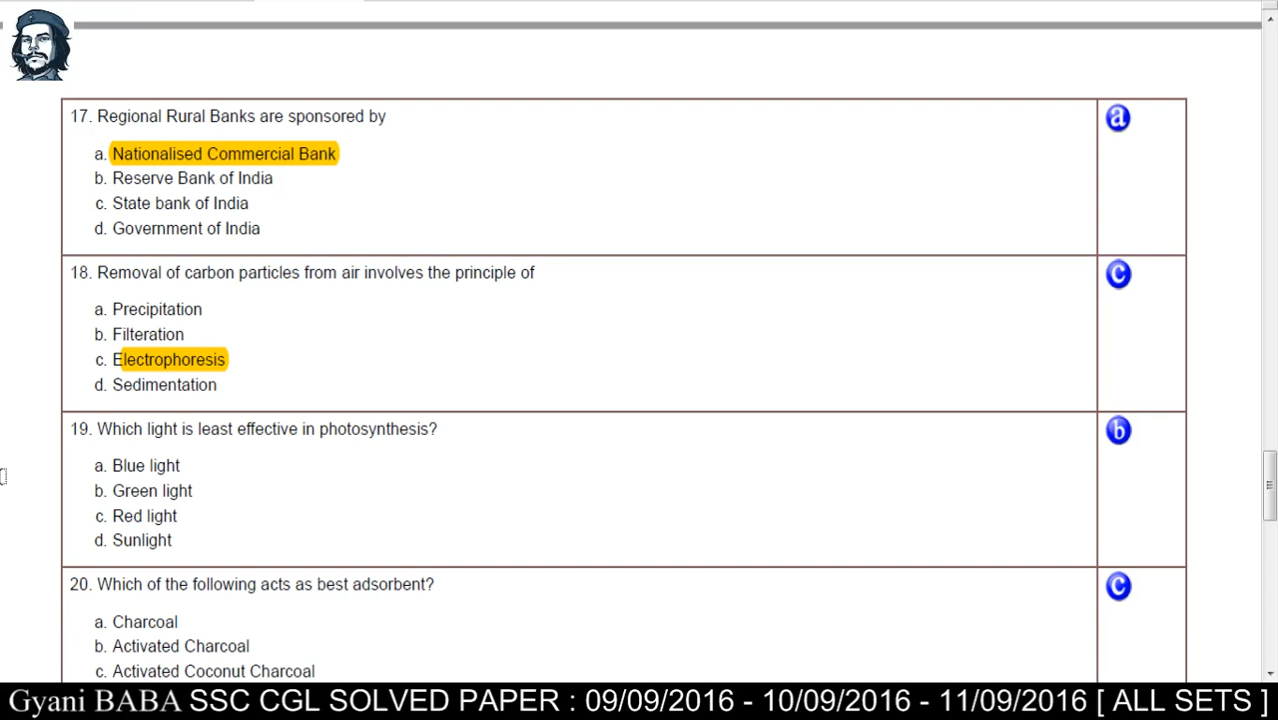 17. Regional Rural Banks are sponsored by
a
a. Nationalised Commercial Bank
b. Reserve Bank of India
c. State bank of India
d. Government of India
18. Removal of carbon particles from air involves the principle of
c
a. Precipitation
b. Filteration
c. Electrophoresis
d. Sedimentation
19. Which light is least effective in photosynthesis?
b
a. Blue light
b. Green light
c. Red light
d. Sunlight
20. Which of the following acts as best adsorbent?
c
a. Charcoal
b. Activated Charcoal
c. Activated Coconut Charcoal
Gyani BABA SSC CGL SOLVED PAPER : 09/09/2016 - 10/09/2016 - 11/09/2016 [ ALL SETS ]